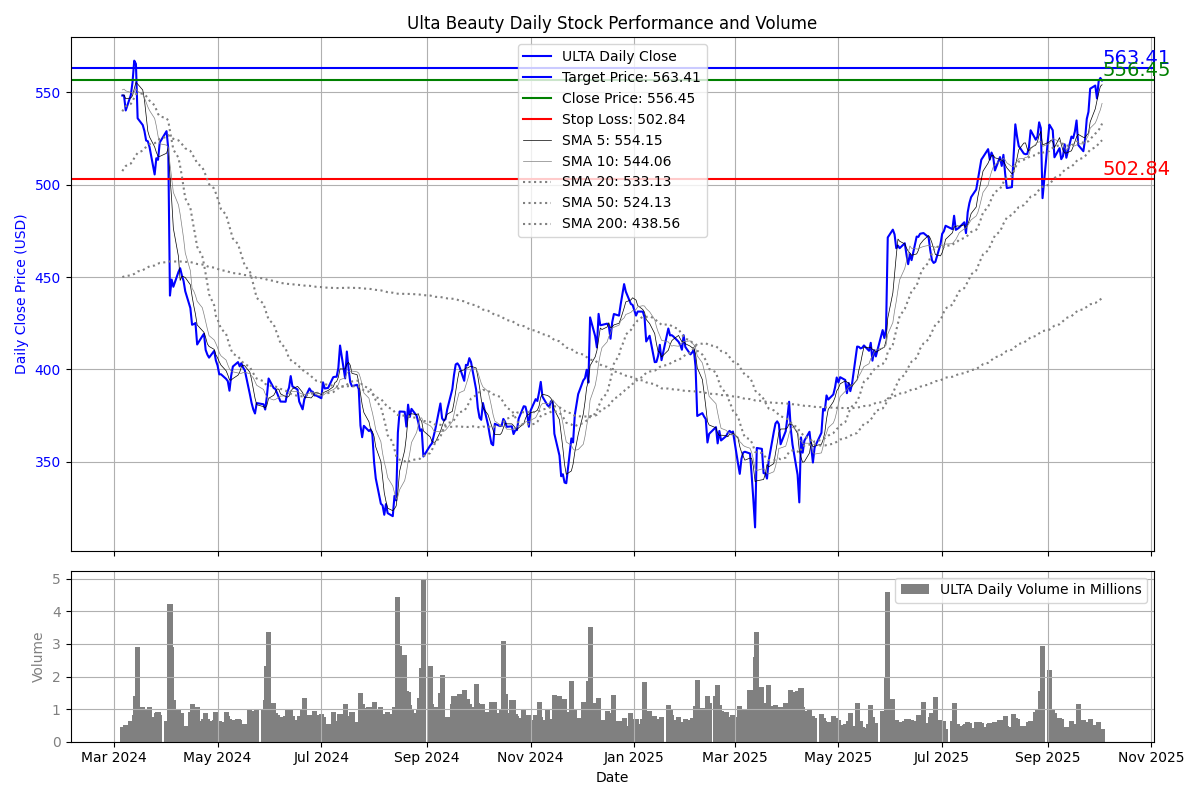 Ulta Beauty Daily Stock Performance and Volume
ULTA Daily Close
Target Price: 563.41
Close Price: 556.45
Stop Loss: 502.84
SMA 5: 554.15
SMA 10: 544.06
SMA 20: 533.13
SMA 50: 524.13
SMA 200: 438.56
563.41
556.45
502.84
Daily Close Price (USD)
550
500
450
400
350
ULTA Daily Volume in Millions
Volume
5
4
3
2
1
0
Mar 2024 May 2024 Jul 2024 Sep 2024 Nov 2024 Jan 2025 Mar 2025 May 2025 Jul 2025 Sep 2025 Nov 2025
Date